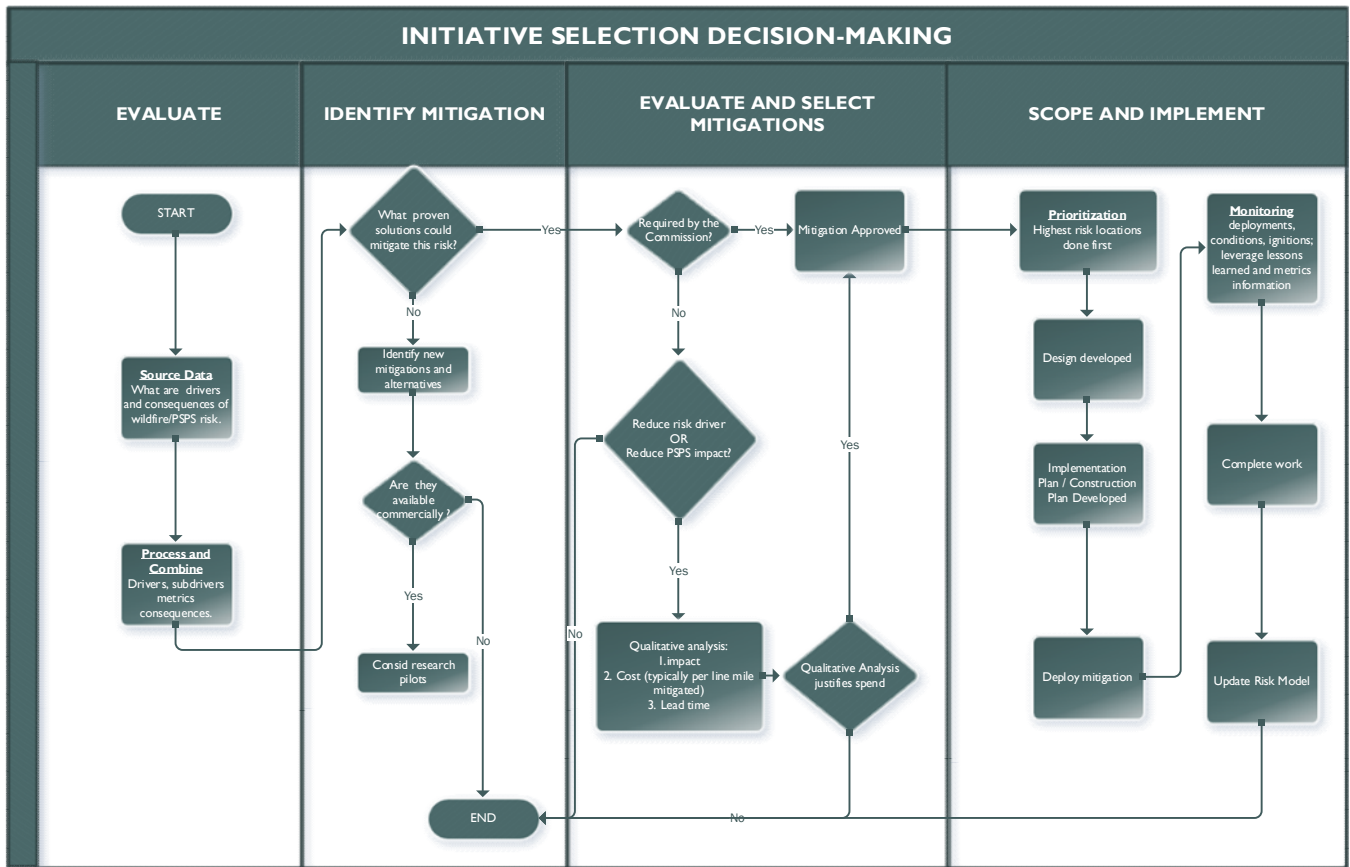 INITIATIVE SELECTION DECISION-MAKING
EVALUATE
IDENTIFY MITIGATION
EVALUATE AND SELECT
MITIGATIONS
SCOPE AND IMPLEMENT
START
Source Data
What are drivers
and consequences of
wildfire/PSPS risk.
Process and
Combine
Drivers, subdrivers
metrics
consequences.
What proven
solutions could
mitigate this risk?
Yes
No
Identify new
mitigations and
alternatives
Are they
available
commercially ?
Yes
No
Consid research
pilots
END
Required by the
Commission?
Yes
No
Mitigation Approved
Reduce risk driver
OR
Reduce PSPS impact?
Yes
No
Qualitative analysis:
1.impact
2. Cost (typically per line mile
mitigated)
3. Lead time
Qualitative Analysis
justifies spend
Yes
No
Prioritization
Highest risk locations
done first
Design developed
Implementation
Plan / Construction
Plan Developed
Deploy mitigation
Monitoring
deployments,
conditions, ignitions;
leverage lessons
learned and metrics
information
Complete work
Update Risk Model